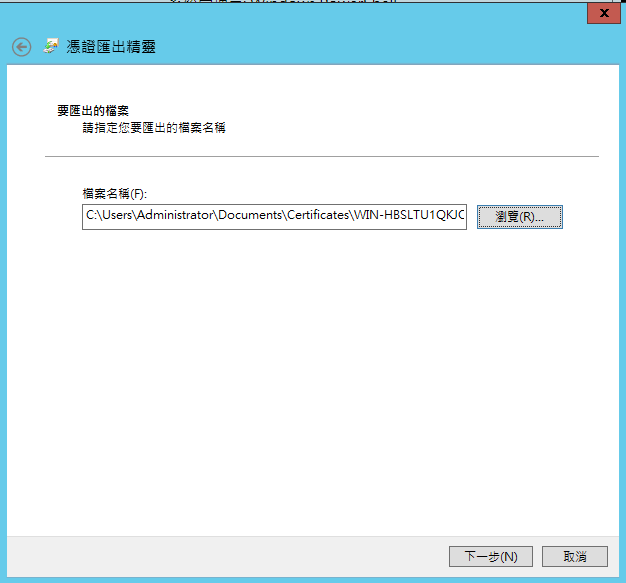 憑證匯出精靈
要匯出的檔案
請指定您要匯出的檔案名稱
檔案名稱(F):
C:\Users\Administrator\Documents\Certificates\WIN-HBSLTU1QKJC
瀏覽(R)...
下一步(N)
取消